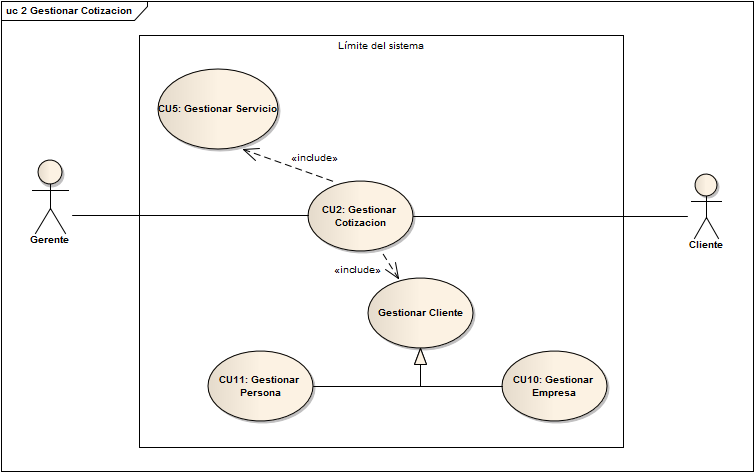 uc 2 Gestionar Cotizacion
Límite del sistema
CU5: Gestionar Servicio
«include»
CU2: Gestionar
Cotizacion
Gerente
Cliente
«include»
Gestionar Cliente
CU11: Gestionar
Persona
CU10: Gestionar
Empresa